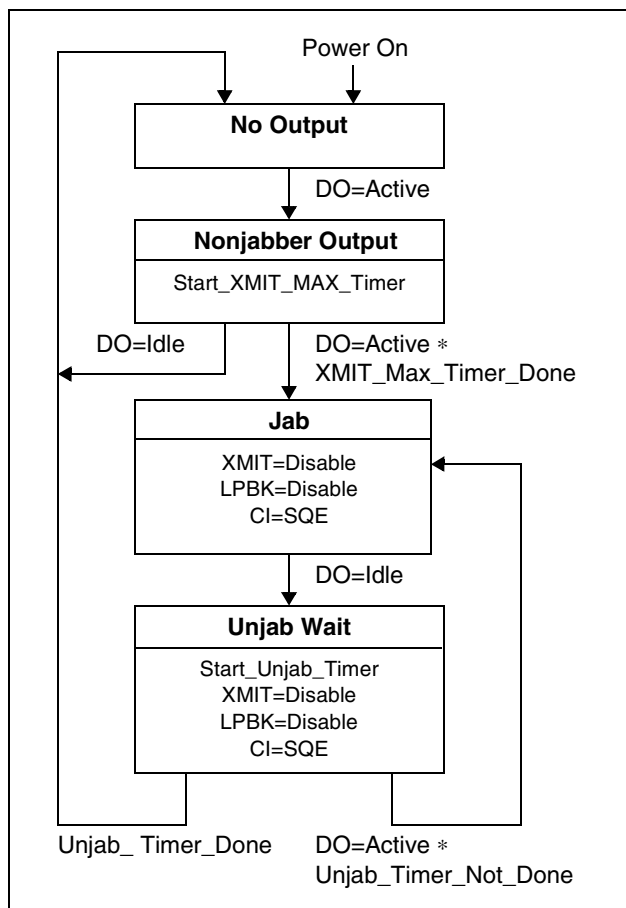 Power On
No Output
DO=Active
Nonjabber Output
Start_XMIT_MAX_Timer
DO=Idle
DO=Active *
XMIT_Max_Timer_Done
Jab
XMIT=Disable
LPBK=Disable
CI=SQE
DO=Idle
Unjab Wait
Start_Unjab_Timer
XMIT=Disable
LPBK=Disable
CI=SQE
Unjab_ Timer_Done
DO=Active *
Unjab_Timer_Not_Done